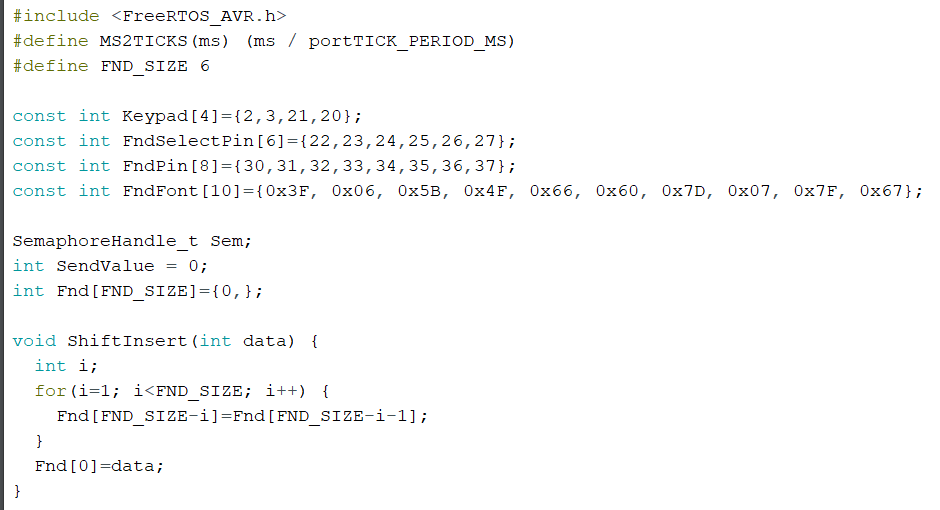 #include <FreeRTOS_AVR.h>
#define MS2TICKS(ms) (ms / portTICK_PERIOD_MS)
#define FND_SIZE 6

const int Keypad[4]={2,3,21,20};
const int FndSelectPin[6]={22,23,24,25,26,27};
const int FndPin[8]={30,31,32,33,34,35,36,37};
const int FndFont[10]={0x3F, 0x06, 0x5B, 0x4F, 0x66, 0x60, 0x7D, 0x07, 0x7F, 0x67};

SemaphoreHandle_t Sem;
int SendValue = 0;
int Fnd[FND_SIZE]={0,};

void ShiftInsert(int data) {
  int i;
  for(i=1; i<FND_SIZE; i++) {
    Fnd[FND_SIZE-i]=Fnd[FND_SIZE-i-1];
  }
  Fnd[0]=data;
}